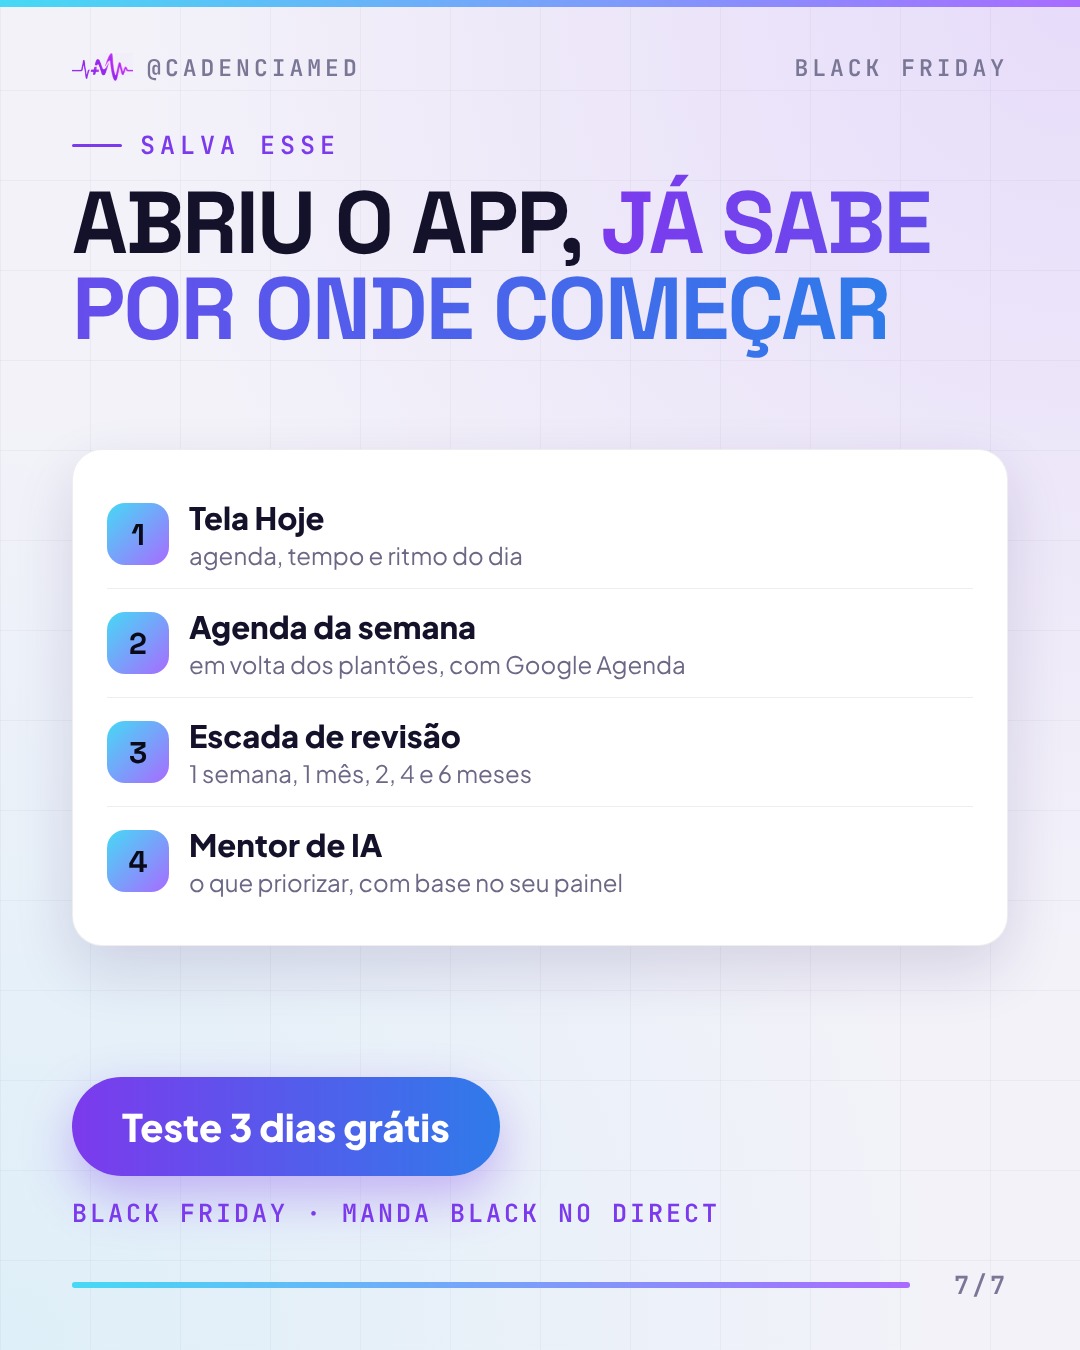 @CADENCIAMED
BLACK FRIDAY
SALVA ESSE
ABRIU O APP, JÁ SABE
POR ONDE COMEÇAR
1
Tela Hoje
agenda, tempo e ritmo do dia
2
Agenda da semana
em volta dos plantões, com Google Agenda
3
Escada de revisão
1 semana, 1 mês, 2, 4 e 6 meses
4
Mentor de IA
o que priorizar, com base no seu painel
Teste 3 dias grátis
BLACK FRIDAY · MANDA BLACK NO DIRECT
7/7